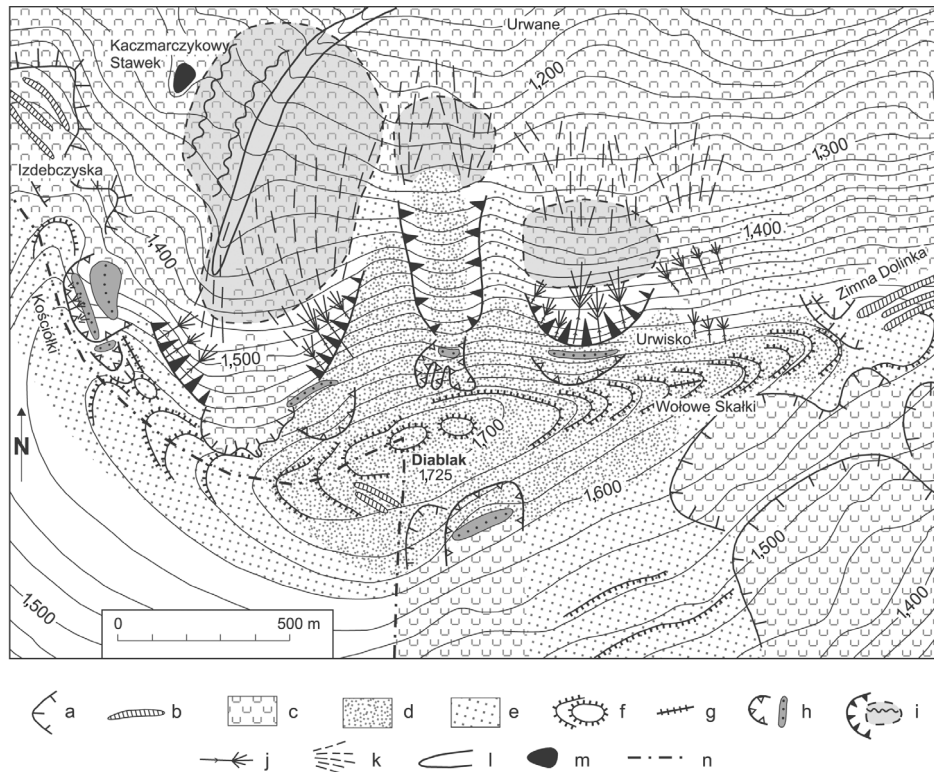 Urwane
Kaczmarczykowy
Stawek
1,200
1,300
Izdebczyska
1,400
1,400
Zimna Dolinka
Kościółki
1,500
Urwisko
Wołowe Skałki
N
1,700
Diablak
1,725
1,600
1,500
1,500
1,400
0 500 m
a b c d e f g h i
j k l m n